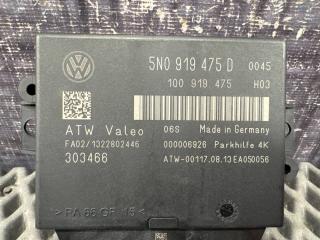 5N0 919 475 D 0045
1Q0 919 475 H03
ATW Valeo 06S Made in Germany
FA02/1322802446 000006926 Parkhilfe 4K
303466 ATW-00117.08.13EA050056
>PA 66 GF 15<